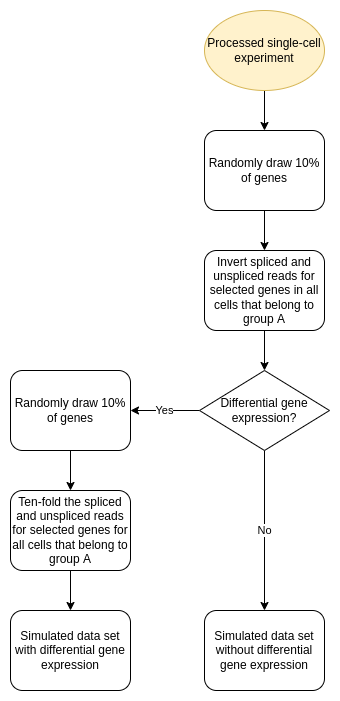 Processed single-cell
experiment
Randomly draw 10%
of genes
Invert spliced and
unspliced reads for
selected genes in all
cells that belong to
group A
Differential gene
expression?
Yes
Randomly draw 10%
of genes
Ten-fold the spliced
and unspliced reads
for selected genes for
all cells that belong to
group A
No
Simulated data set
with differential gene
expression
Simulated data set
without differential
gene expression